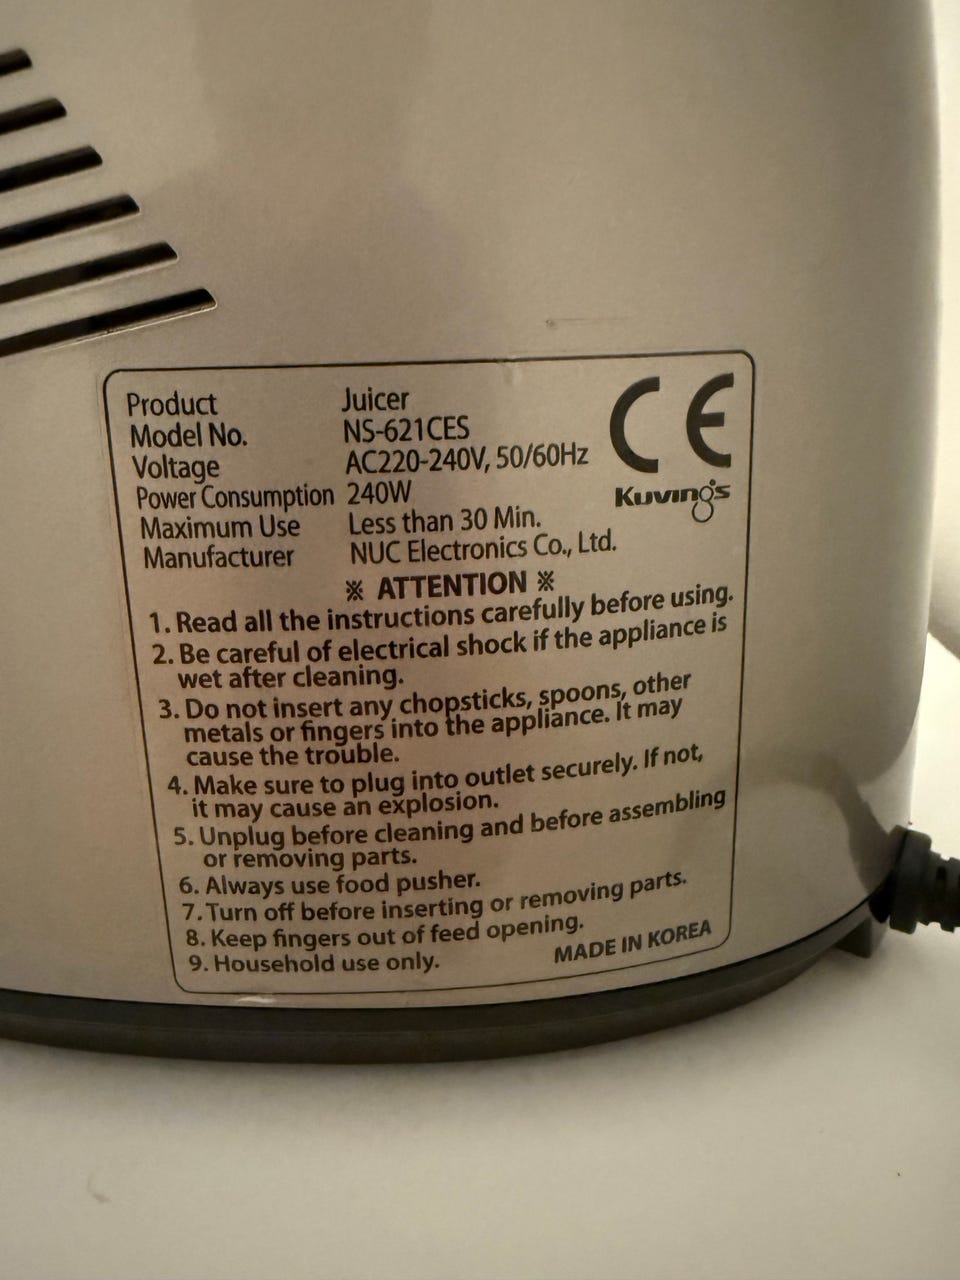 Product Juicer
Model No. NS-621CES
Voltage AC220-240V, 50/60Hz
Power Consumption 240W
Maximum Use Less than 30 Min.
Manufacturer NUC Electronics Co., Ltd.
CE
Kuvings
※ ATTENTION ※
1. Read all the instructions carefully before using.
2. Be careful of electrical shock if the appliance is
wet after cleaning.
3. Do not insert any chopsticks, spoons, other
metals or fingers into the appliance. It may
cause the trouble.
4. Make sure to plug into outlet securely. If not,
it may cause an explosion.
5. Unplug before cleaning and before assembling
or removing parts.
6. Always use food pusher.
7. Turn off before inserting or removing parts.
8. Keep fingers out of feed opening.
9. Household use only.
MADE IN KOREA